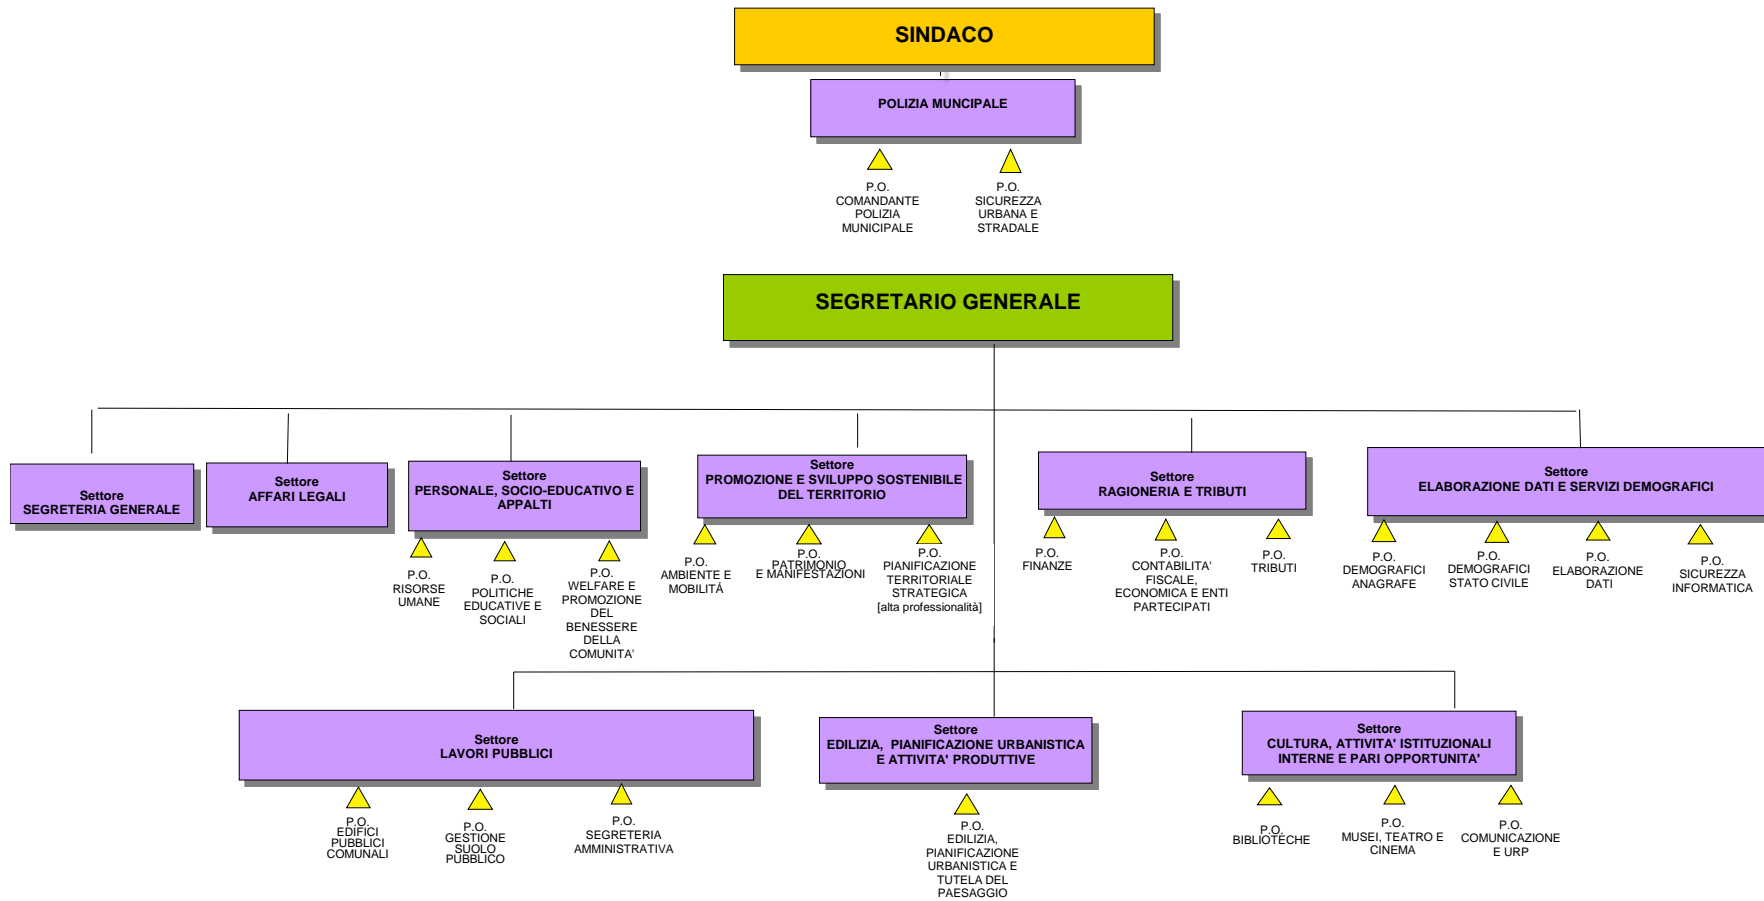 SINDACO
POLIZIA MUNCIPALE
P.O.
COMANDANTE
POLIZIA
MUNICIPALE
P.O.
SICUREZZA
URBANA E
STRADALE
SEGRETARIO GENERALE
Settore
SEGRETERIA GENERALE
Settore
AFFARI LEGALI
Settore
PERSONALE, SOCIO-EDUCATIVO E
APPALTI
P.O.
RISORSE
UMANE
P.O.
POLITICHE
EDUCATIVE E
SOCIALI
P.O.
WELFARE E
PROMOZIONE
DEL
BENESSERE
DELLA
COMUNITA'
Settore
PROMOZIONE E SVILUPPO SOSTENIBILE
DEL TERRITORIO
P.O.
AMBIENTE E
MOBILITÁ
P.O.
PATRIMONIO
E MANIFESTAZIONI
P.O.
PIANIFICAZIONE
TERRITORIALE
STRATEGICA
[alta professionalità]
Settore
RAGIONERIA E TRIBUTI
P.O.
FINANZE
P.O.
CONTABILITA'
FISCALE,
ECONOMICA E ENTI
PARTECIPATI
P.O.
TRIBUTI
Settore
ELABORAZIONE DATI E SERVIZI DEMOGRAFICI
P.O.
DEMOGRAFICI
ANAGRAFE
P.O.
DEMOGRAFICI
STATO CIVILE
P.O.
ELABORAZIONE
DATI
P.O.
SICUREZZA
INFORMATICA
Settore
LAVORI PUBBLICI
P.O.
EDIFICI
PUBBLICI
COMUNALI
P.O.
GESTIONE
SUOLO
PUBBLICO
P.O.
SEGRETERIA
AMMINISTRATIVA
Settore
EDILIZIA, PIANIFICAZIONE URBANISTICA
E ATTIVITA' PRODUTTIVE
P.O.
EDILIZIA,
PIANIFICAZIONE
URBANISTICA E
TUTELA DEL
PAESAGGIO
Settore
CULTURA, ATTIVITA' ISTITUZIONALI
INTERNE E PARI OPPORTUNITA'
P.O.
BIBLIOTECHE
P.O.
MUSEI, TEATRO E
CINEMA
P.O.
COMUNICAZIONE
E URP